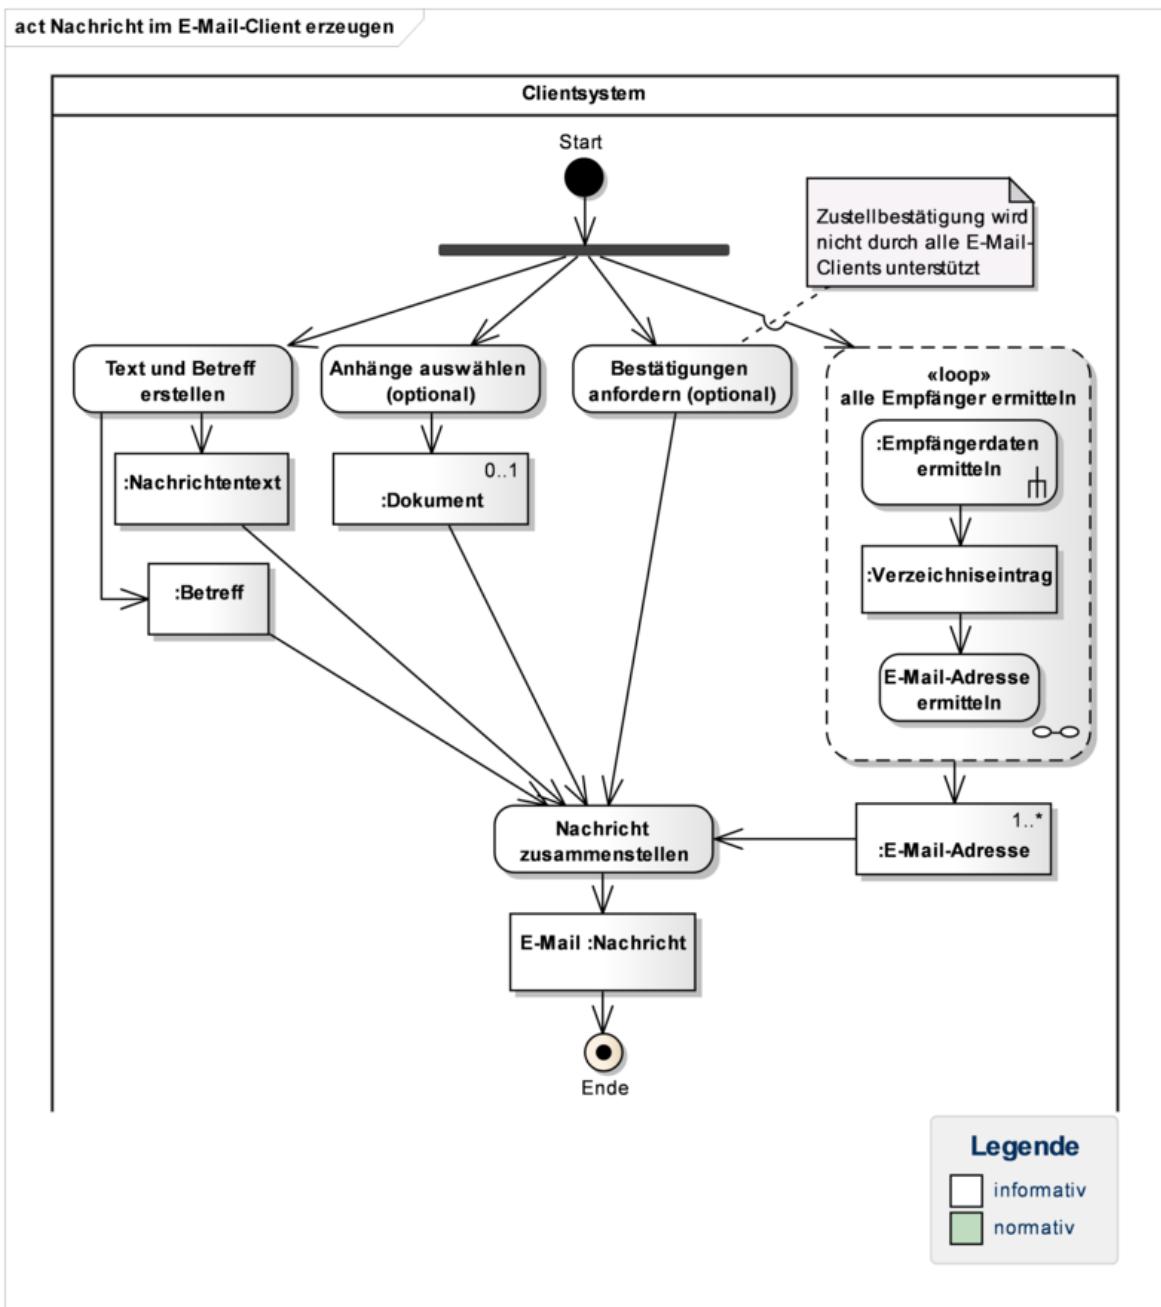 act Nachricht im E-Mail-Client erzeugen
Clientsystem
Start
Zustellbestätigung wird
nicht durch alle E-Mail-
Clients unterstützt
Text und Betreff
erstellen
Anhänge auswählen
(optional)
Bestätigungen
anfordern (optional)
«loop»
alle Empfänger ermitteln
:Empfängerdaten
ermitteln
:Nachrichtentext
0..1
:Dokument
:Verzeichniseintrag
:Betreff
E-Mail-Adresse
ermitteln
Nachricht
zusammenstellen
1..*
:E-Mail-Adresse
E-Mail :Nachricht
Ende
Legende
informativ
normativ